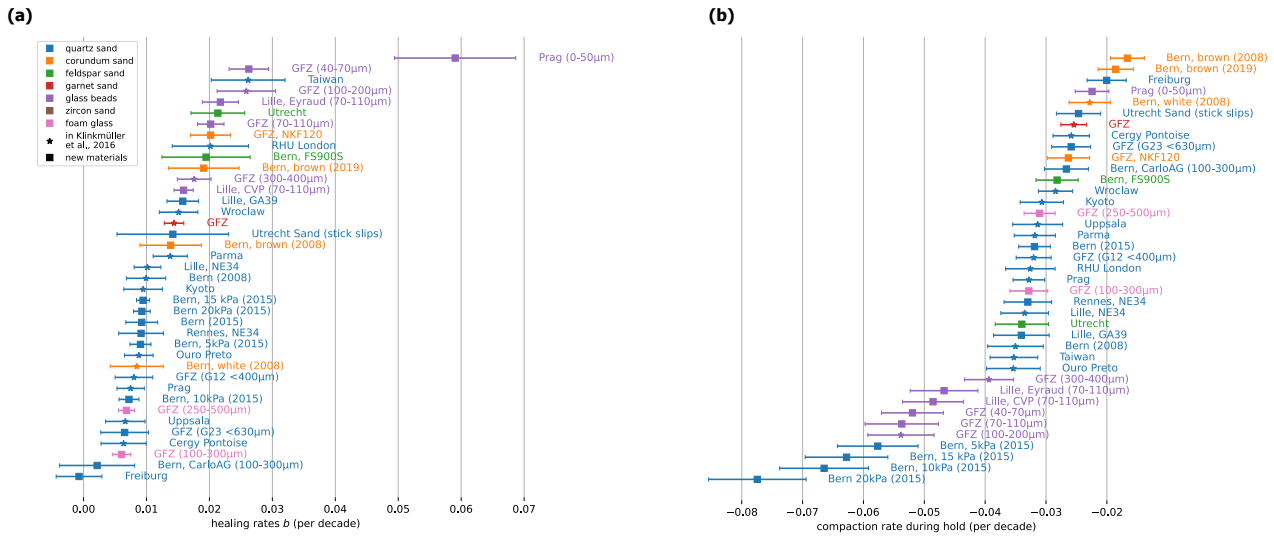 (a)
quartz sand
corundum sand
feldspar sand
garnet sand
glass beads
zircon sand
foam glass
in Klinkmüller
et al., 2016
new materials
Prag (0-50μm)
GFZ (40-70μm)
Taiwan
GFZ (100-200μm)
Lille, Eyraud (70-110μm)
Utrecht
GFZ (70-110μm)
GFZ, NKF120
RHU London
Bern, FS900S
Bern, brown (2019)
GFZ (300-400μm)
Lille, CVP (70-110μm)
Lille, GA39
Wroclaw
GFZ
Utrecht Sand (stick slips)
Bern, brown (2008)
Parma
Lille, NE34
Bern (2008)
Kyoto
Bern, 15 kPa (2015)
Bern 20kPa (2015)
Bern (2015)
Rennes, NE34
Bern, 5kPa (2015)
Ouro Preto
Bern, white (2008)
GFZ (G12 <400μm)
Prag
Bern, 10kPa (2015)
GFZ (250-500μm)
Uppsala
GFZ (G23 <630μm)
Cergy Pontoise
GFZ (100-300μm)
Bern, CarloAG (100-300μm)
Freiburg
0.00 0.01 0.02 0.03 0.04 0.05 0.06 0.07
healing rates b (per decade)
(b)
Bern, brown (2008)
Bern, brown (2019)
Freiburg
Prag (0-50μm)
Bern, white (2008)
Utrecht Sand (stick slips)
GFZ
Cergy Pontoise
GFZ (G23 <630μm)
GFZ, NKF120
Bern, CarloAG (100-300μm)
Bern, FS900S
Wroclaw
Kyoto
GFZ (250-500μm)
Uppsala
Parma
Bern (2015)
GFZ (G12 <400μm)
RHU London
Prag
GFZ (100-300μm)
Rennes, NE34
Lille, NE34
Utrecht
Lille, GA39
Bern (2008)
Taiwan
Ouro Preto
GFZ (300-400μm)
Lille, Eyraud (70-110μm)
Lille, CVP (70-110μm)
GFZ (40-70μm)
GFZ (70-110μm)
GFZ (100-200μm)
Bern, 5kPa (2015)
Bern, 15 kPa (2015)
Bern, 10kPa (2015)
Bern 20kPa (2015)
−0.08 −0.07 −0.06 −0.05 −0.04 −0.03 −0.02
compaction rate during hold (per decade)